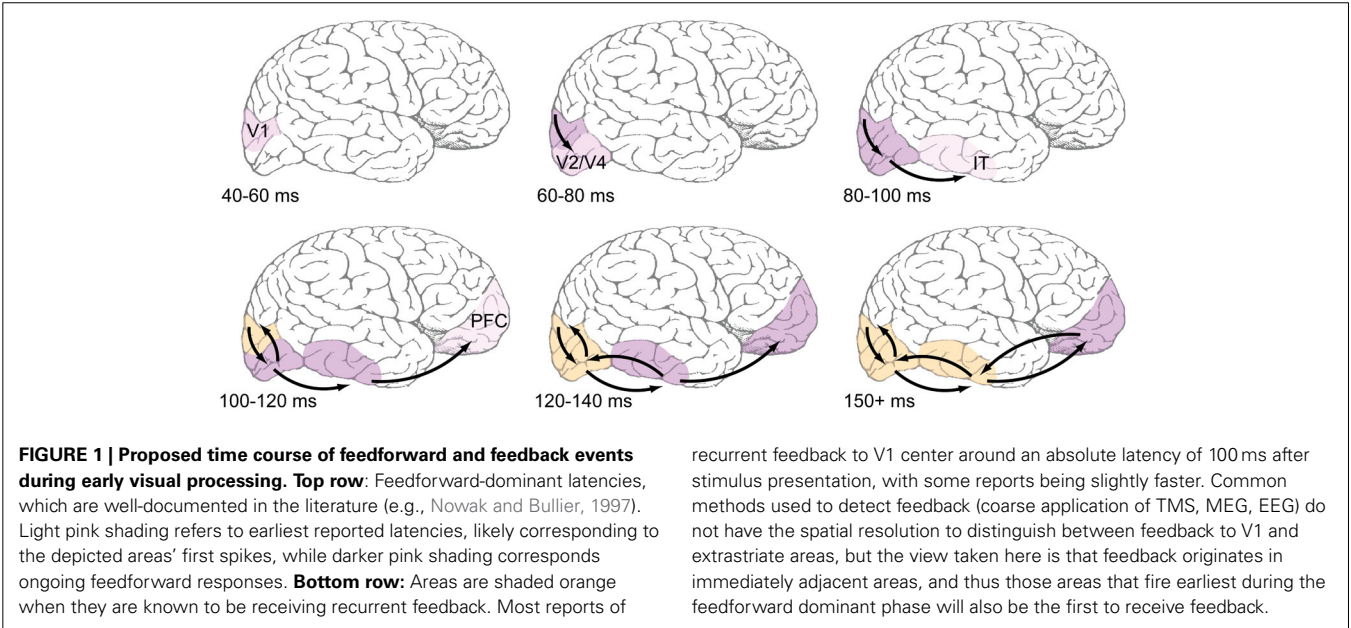 V1
V2/V4
IT
40-60 ms
60-80 ms
80-100 ms
PFC
100-120 ms
120-140 ms
150+ ms
FIGURE 1 | Proposed time course of feedforward and feedback events
during early visual processing. Top row: Feedforward-dominant latencies,
which are well-documented in the literature (e.g., Nowak and Bullier, 1997).
Light pink shading refers to earliest reported latencies, likely corresponding to
the depicted areas' first spikes, while darker pink shading corresponds
ongoing feedforward responses. Bottom row: Areas are shaded orange
when they are known to be receiving recurrent feedback. Most reports of
recurrent feedback to V1 center around an absolute latency of 100 ms after
stimulus presentation, with some reports being slightly faster. Common
methods used to detect feedback (coarse application of TMS, MEG, EEG) do
not have the spatial resolution to distinguish between feedback to V1 and
extrastriate areas, but the view taken here is that feedback originates in
immediately adjacent areas, and thus those areas that fire earliest during the
feedforward dominant phase will also be the first to receive feedback.